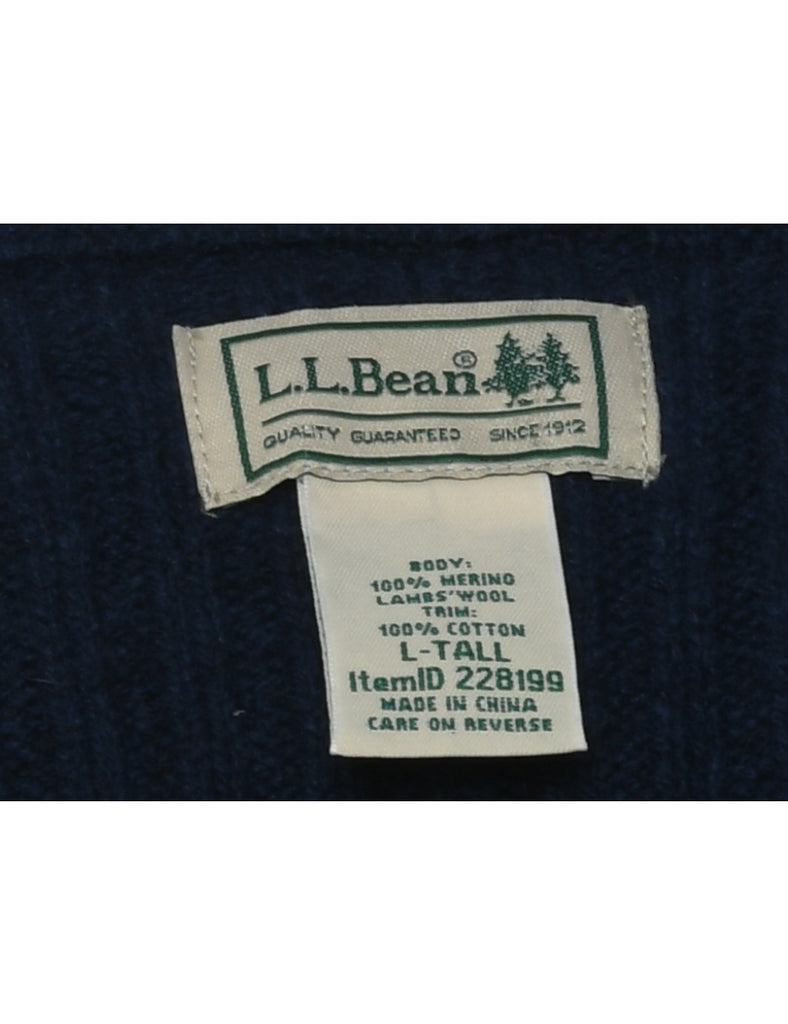 L.L.Bean®
QUALITY GUARANTEED SINCE 1912
BODY:
100% MERINO
LAMBS' WOOL
TRIM:
100% COTTON
L-TALL
ItemID 228199
MADE IN CHINA
CARE ON REVERSE